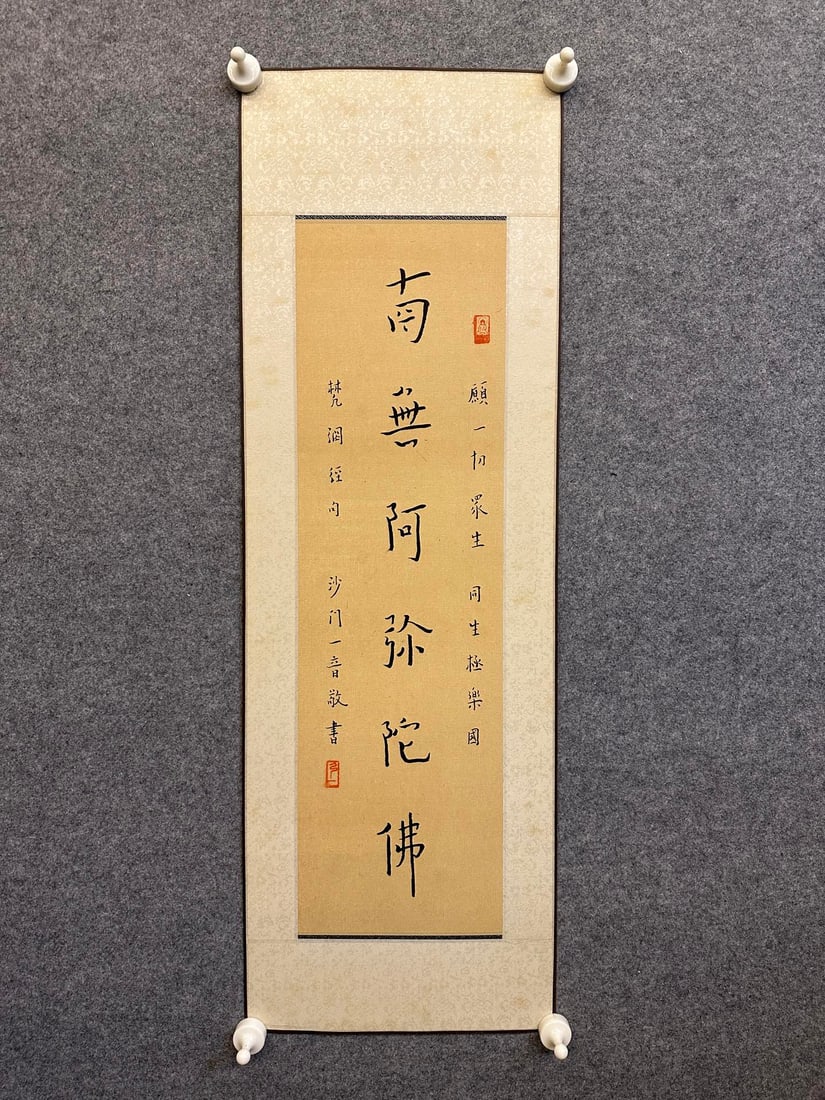 願一切眾生 同生極樂國
南無阿弥陀佛
梵網經句 沙门一音敬書